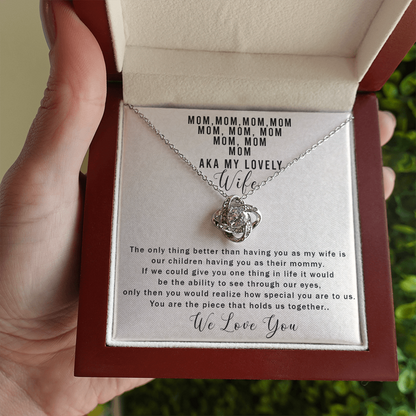 MOM,MOM,MOM,MOM
MOM, MOM, MOM
MOM, MOM
MOM
AKA MY LOVELY
Wife
The only thing better than having you as my wife is
our children having you as their mommy.
If we could give you one thing in life it would
be the ability to see through our eyes,
only then you would realize how special you are to us.
You are the piece that holds us together..
We Love You